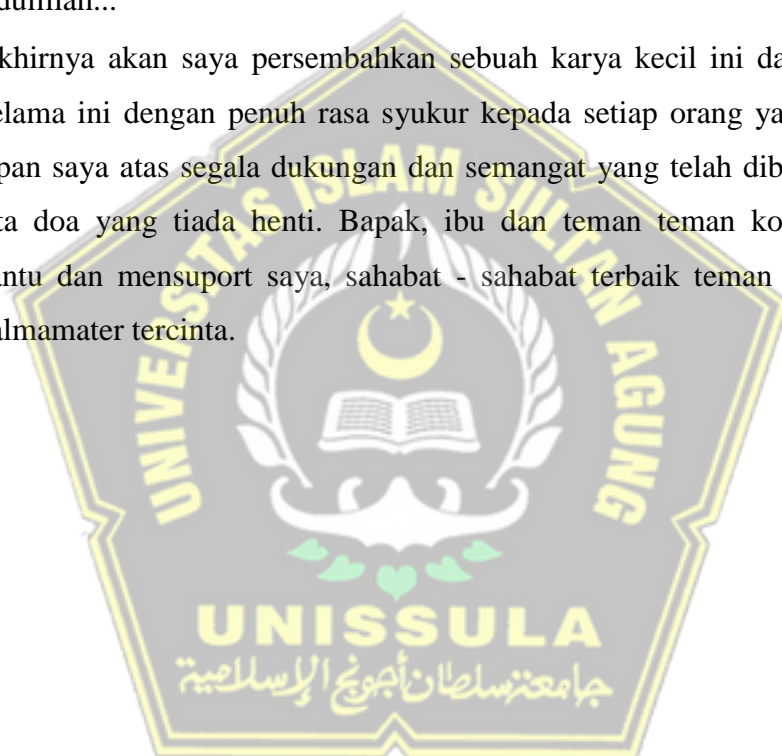 dulillah...
khirnya akan saya persembahkan sebuah karya kecil ini da
elama ini dengan penuh rasa syukur kepada setiap orang ya
pan saya atas segala dukungan dan semangat yang telah dib
ta doa yang tiada henti. Bapak, ibu dan teman teman ko
antu dan mensuport saya, sahabat - sahabat terbaik teman
almamater tercinta.
UNIVERSITAS ISLAM SULTAN AGUNG
UNISSULA
جامعة سلطان أجونج الإسلامية